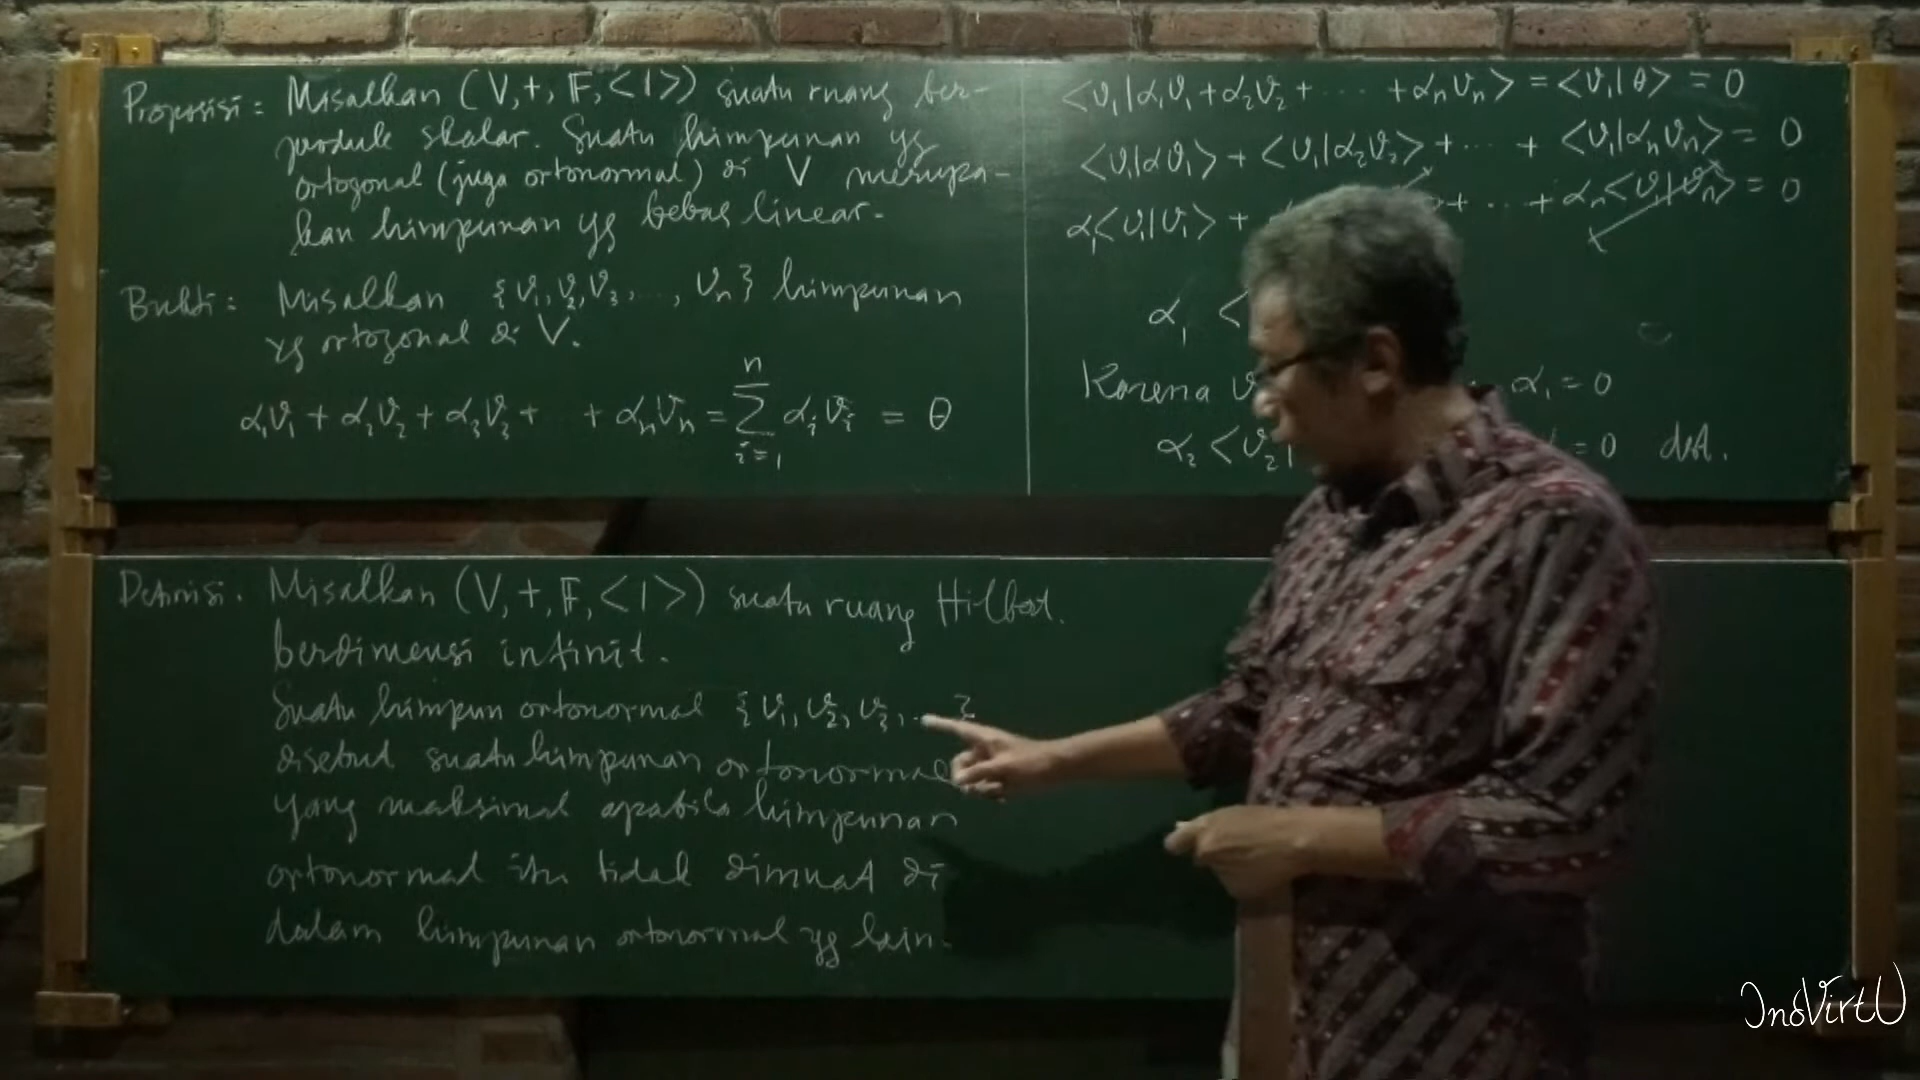 Proposisi: Misalkan (V, +, 𝔽, < | >) suatu ruang ber-
produk skalar. Suatu himpunan yg
ortogonal (juga ortonormal) di V merupa-
kan himpunan yg bebas linear.
Bukti: Misalkan {v₁, v₂, v₃, ..., vₙ} himpunan
yg ortogonal di V.
α₁v₁ + α₂v₂ + α₃v₃ + ... + αₙvₙ = ∑ᵢ₌₁ⁿ αᵢvᵢ = θ
<v₁|α₁v₁ + α₂v₂ + ... + αₙvₙ> = <v₁|θ> = 0
<v₁|αv₁> + <v₁|α₂v₂> + ... + <v₁|αₙvₙ> = 0
α₁<v₁|v₁> + + ... + αₙ<v₁|vₙ> = 0
α₁ <
Karena v α₁ = 0
α₂ <v₂| = 0 dst.
Definisi. Misalkan (V, +, 𝔽, < | >) suatu ruang Hilbert.
berdimensi infinit.
Suatu himpun ortonormal {v₁, v₂, v₃, ... }
disebut suatu himpunan ortonormal
yang maksimal apabila himpunan
ortonormal itu tidak dimuat di
dalam himpunan ortonormal yg lain.
InoVirtU